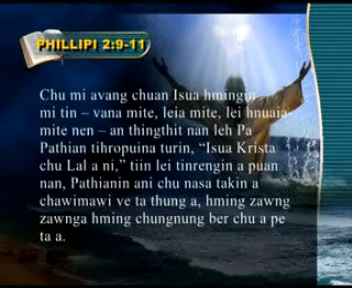 PHILLIPI 2:9-11
Chu mi avang chuan Isua hmingin
mi tin – vana mite, leia mite, lei hnuaia
mite nen – an thingthit nan leh Pa
Pathian tihropuina turin, “Isua Krista
chu Lal a ni,” tiin lei tinrengin a puan
nan, Pathianin ani chu nasa takin a
chawimawi ve ta thung a, hming zawng
zawnga hming chungnung ber chu a pe
ta a.